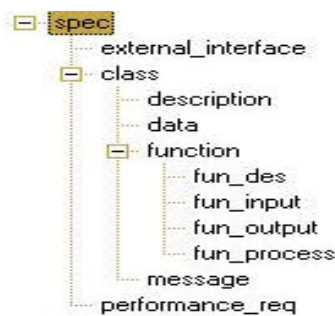 spec
external_interface
class
description
data
function
fun_des
fun_input
fun_output
fun_process
message
performance_req